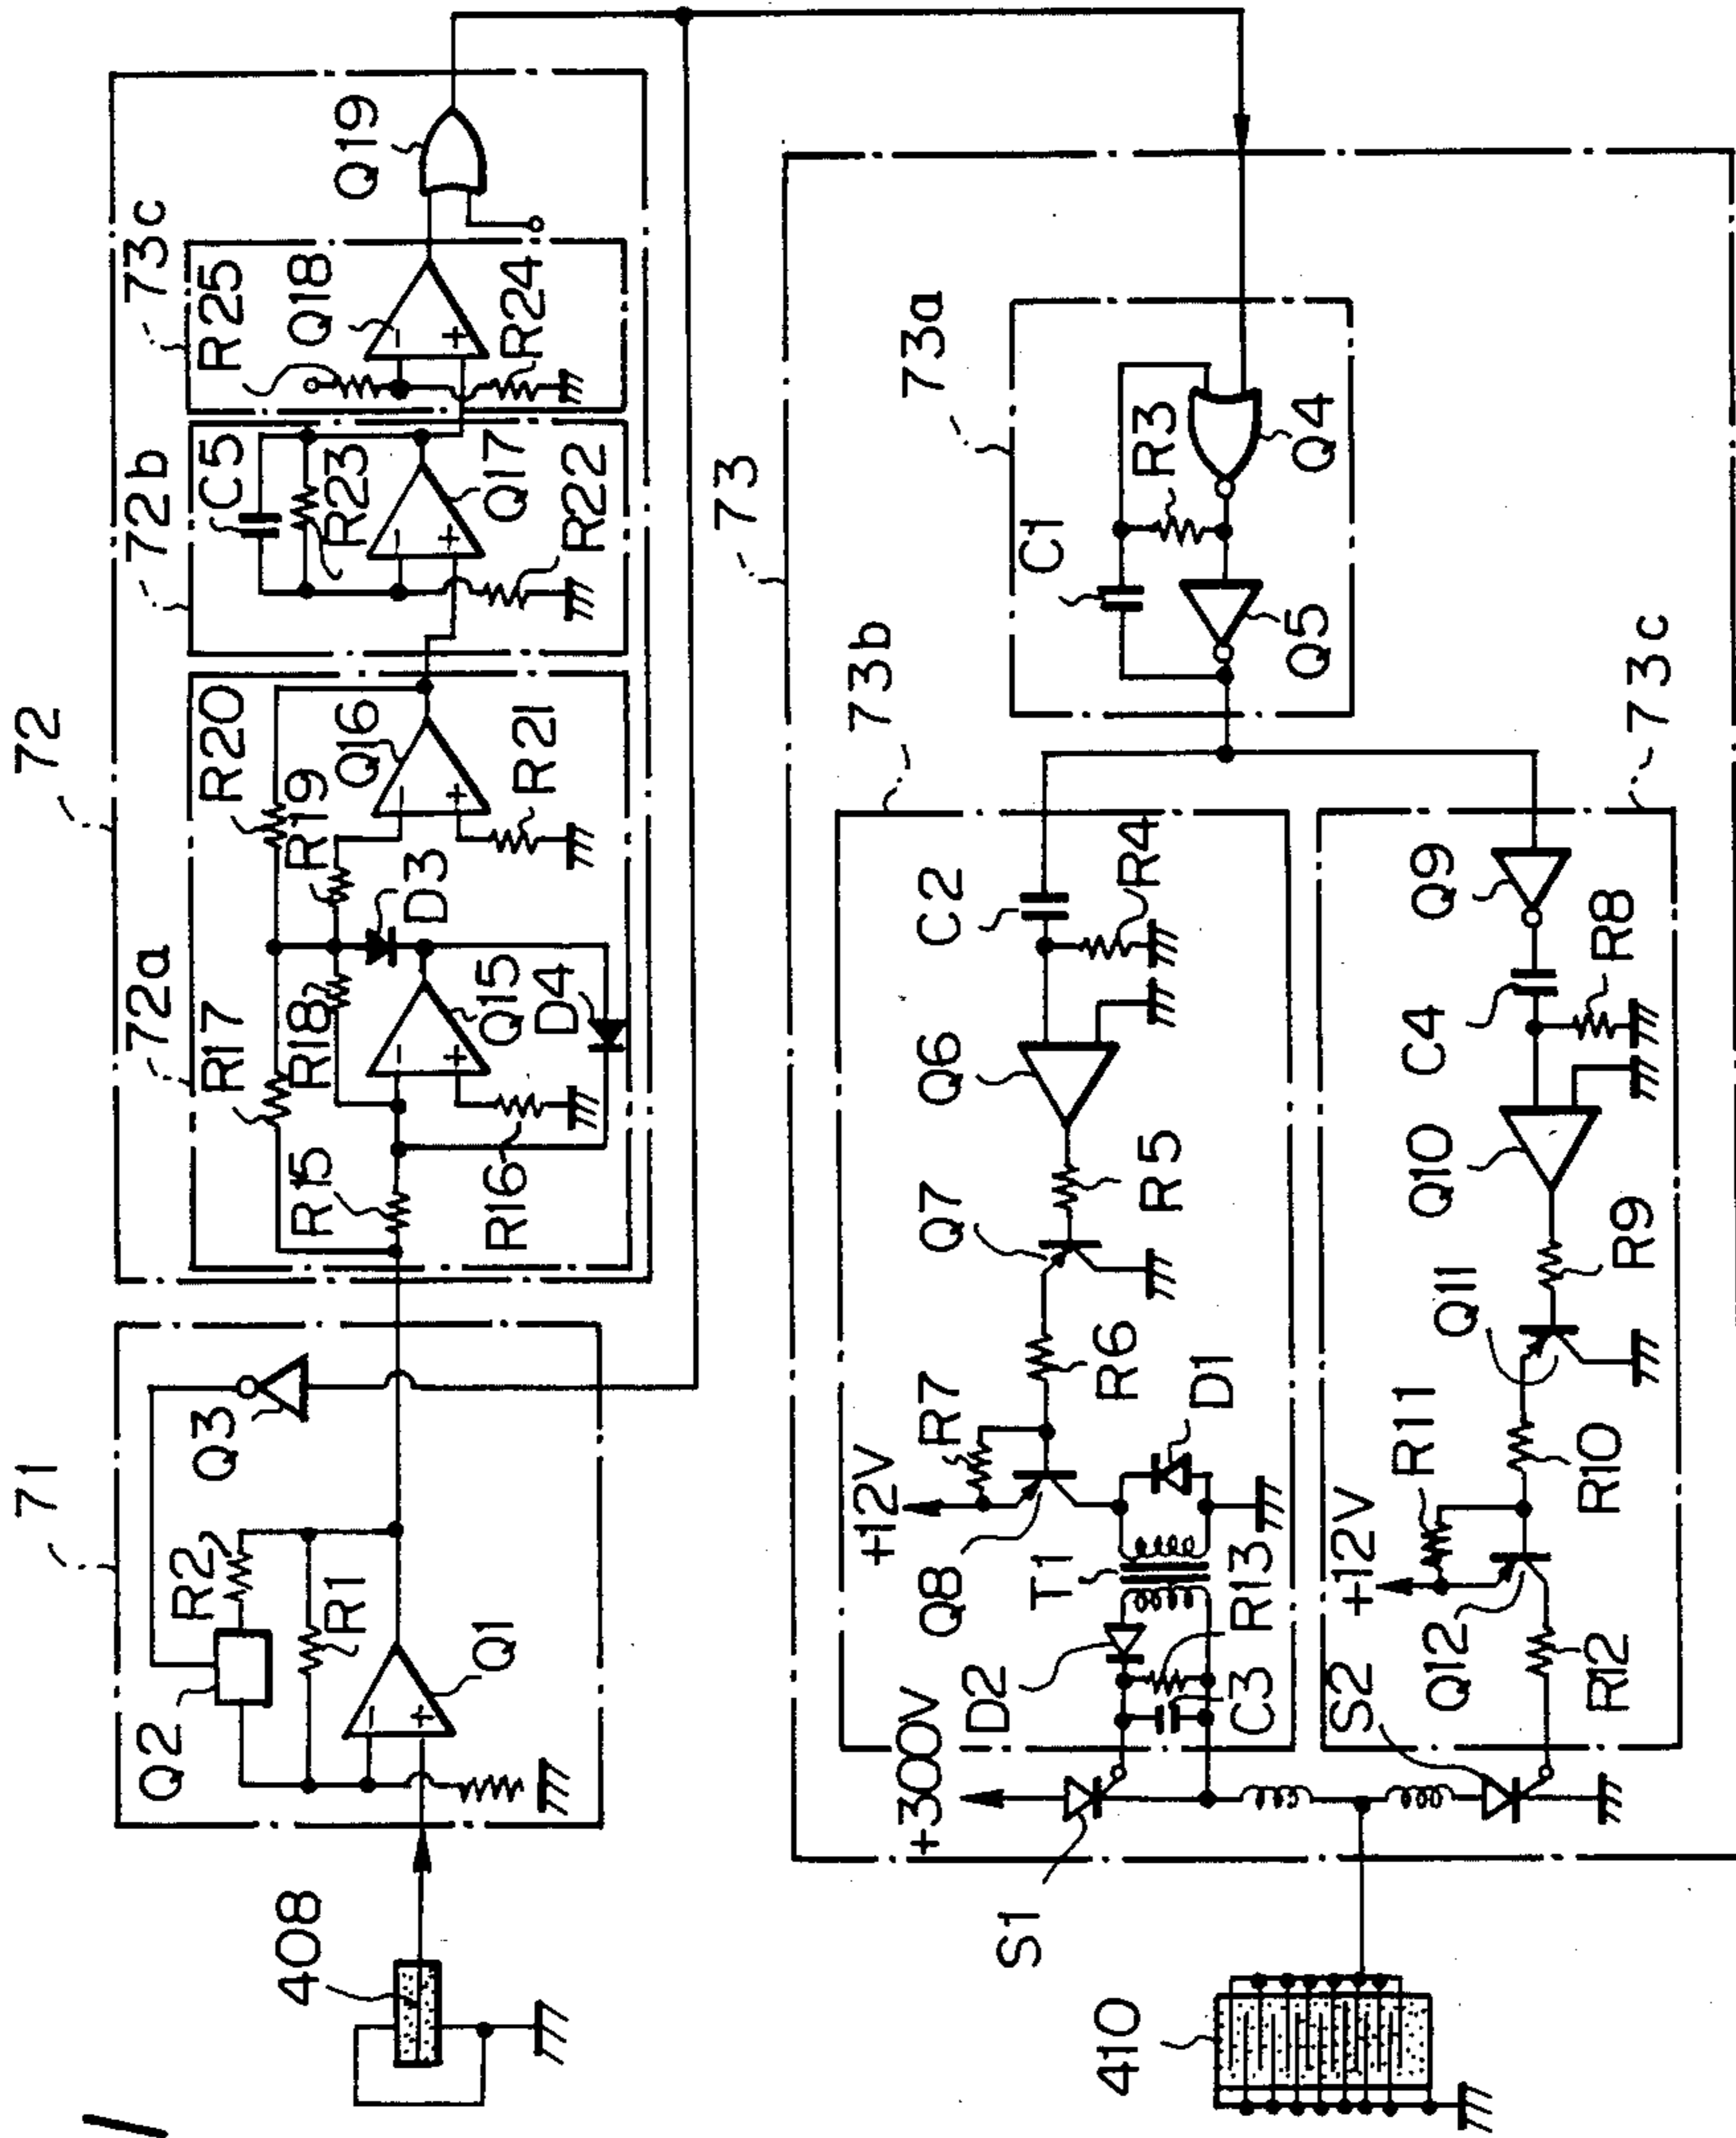 71
72
72a
72b
73c
Q2
R2
R1
Q1
Q3
408
R15
R17
R18
R16
Q15
D4
D3
R19
R20
Q16
R21
C5
R23
Q17
R22
R25
Q18
R24
Q19
73
73b
73a
+300V
S1
410
D2
C3
R13
T1
Q8
+12V
R7
D1
R6
Q7
R5
Q6
C2
R4
C1
R3
Q4
Q5
S2
R12
Q12
+12V
R11
R10
Q11
R9
Q10
C4
R8
Q9
73c